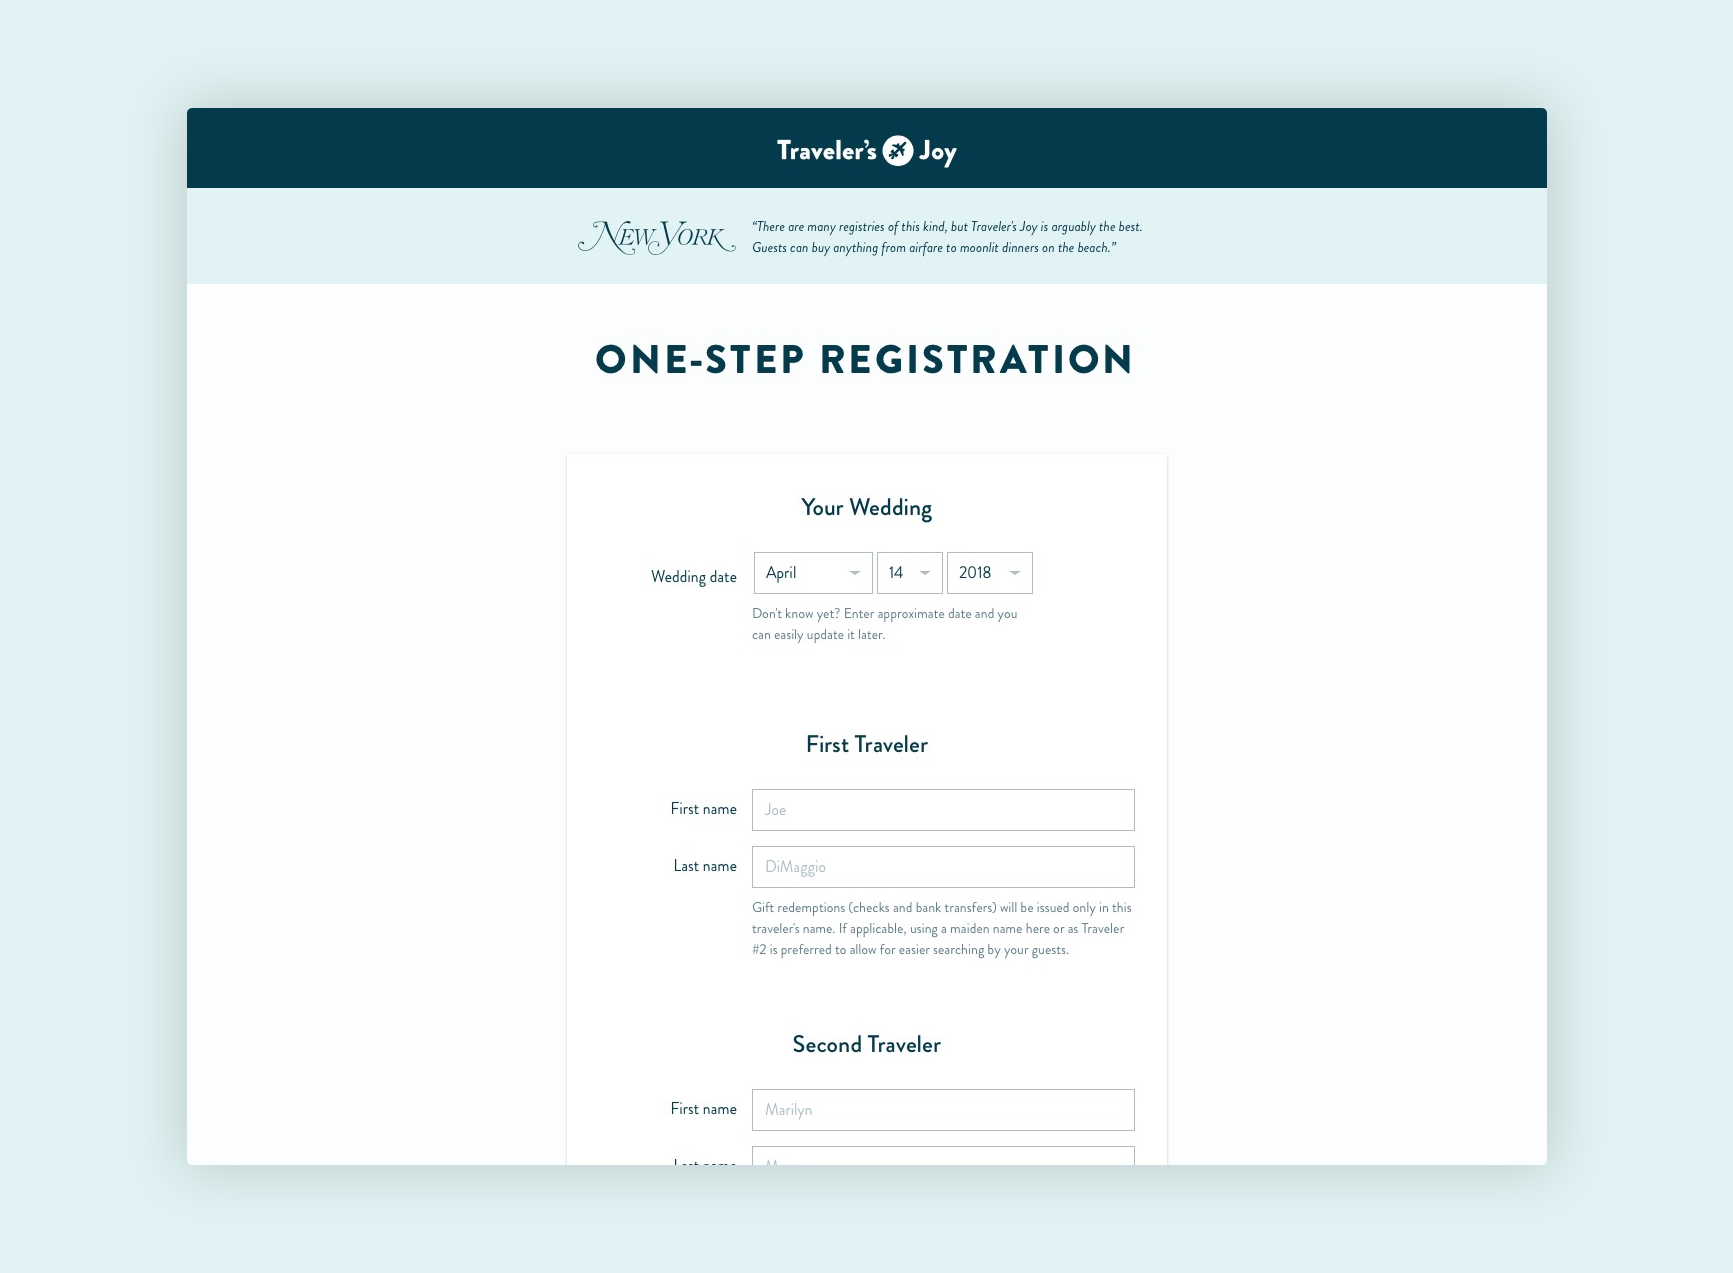 Traveler's Joy
New York “There are many registries of this kind, but Traveler's Joy is arguably the best.
Guests can buy anything from airfare to moonlit dinners on the beach.”
ONE-STEP REGISTRATION
Your Wedding
Wedding date April 14 2018
Don't know yet? Enter approximate date and you
can easily update it later.
First Traveler
First name Joe
Last name DiMaggio
Gift redemptions (checks and bank transfers) will be issued only in this
traveler's name. If applicable, using a maiden name here or as Traveler
#2 is preferred to allow for easier searching by your guests.
Second Traveler
First name Marilyn
Last name